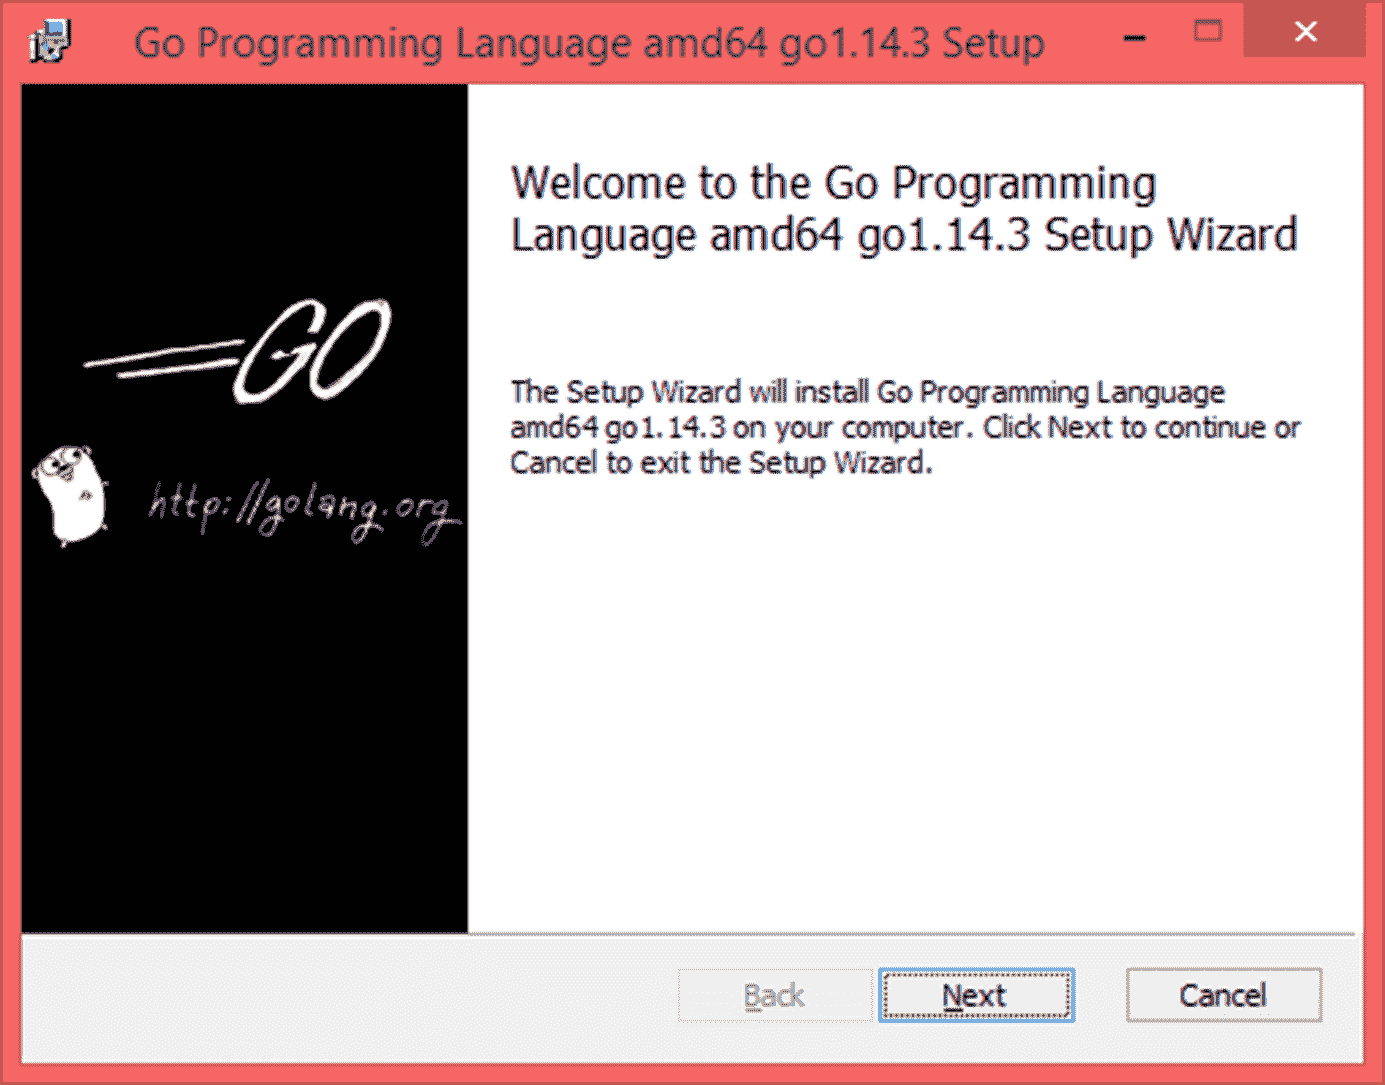 Go Programming Language amd64 go1.14.3 Setup
Welcome to the Go Programming
Language amd64 go1.14.3 Setup Wizard
GO
http://golang.org
The Setup Wizard will install Go Programming Language
amd64 go1.14.3 on your computer. Click Next to continue or
Cancel to exit the Setup Wizard.
Back
Next
Cancel